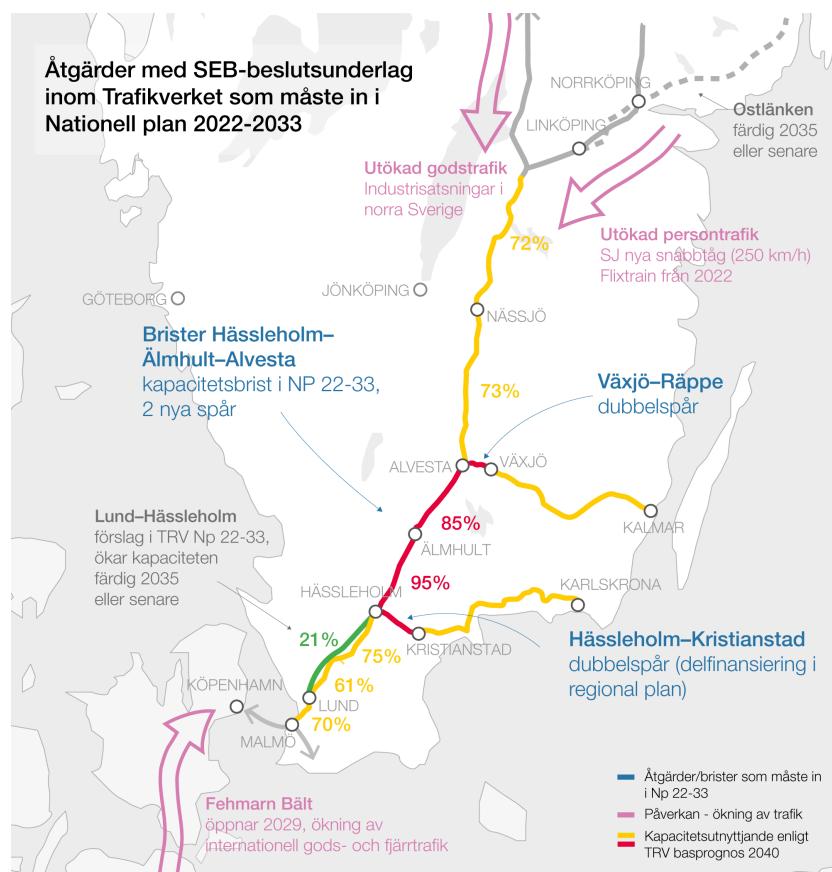 Åtgärder med SEB-beslutsunderlag
inom Trafikverket som måste in i
Nationell plan 2022-2033
NORRKÖPING
LINKÖPING
Ostlänken
färdig 2035
eller senare
Utökad godstrafik
Industrisatsningar i
norra Sverige
72%
Utökad persontrafik
SJ nya snabbtåg (250 km/h)
Flixtrain från 2022
GÖTEBORG
JÖNKÖPING
NÄSSJÖ
Brister Hässleholm–
Älmhult–Alvesta
kapacitetsbrist i NP 22-33,
2 nya spår
73%
Växjö–Räppe
dubbelspår
ALVESTA
VÄXJÖ
Lund–Hässleholm
förslag i TRV Np 22-33,
ökar kapaciteten
färdig 2035
eller senare
85%
ÄLMHULT
KALMAR
95%
HÄSSLEHOLM
KARLSKRONA
21%
75%
KRISTIANSTAD
Hässleholm–Kristianstad
dubbelspår (delfinansiering i
regional plan)
61%
KÖPENHAMN
LUND
70%
MALMÖ
Fehmarn Bält
öppnar 2029, ökning av
internationell gods- och fjärrtrafik
Åtgärder/brister som måste in
i Np 22-33
Påverkan - ökning av trafik
Kapacitetsutnyttjande enligt
TRV basprognos 2040